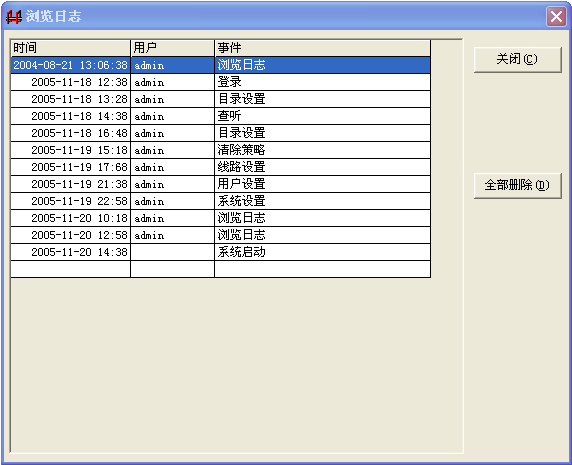 浏览日志
时间 用户 事件
2004-08-21 13:06:38 admin 浏览日志
2005-11-18 12:38 admin 登录
2005-11-18 13:28 admin 目录设置
2005-11-18 14:38 admin 查听
2005-11-18 16:48 admin 目录设置
2005-11-19 15:18 admin 清除策略
2005-11-19 17:68 admin 线路设置
2005-11-19 21:38 admin 用户设置
2005-11-19 22:58 admin 系统设置
2005-11-20 10:18 admin 浏览日志
2005-11-20 12:58 admin 浏览日志
2005-11-20 14:38 系统启动
关闭(C)
全部删除(D)